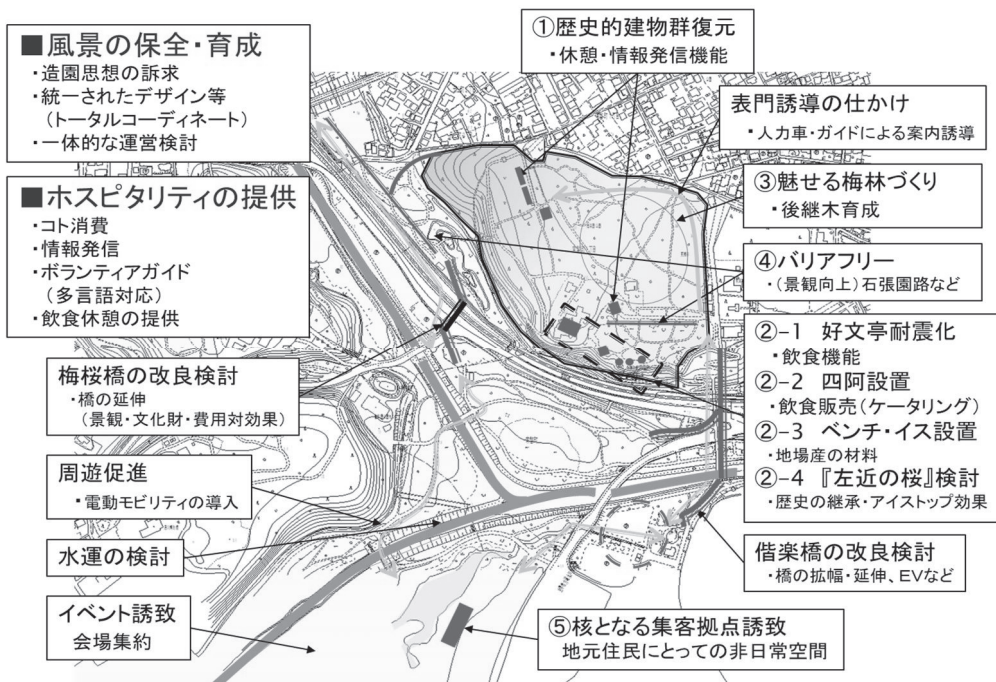 ■風景の保全・育成
・造園思想の訴求
・統一されたデザイン等
(トータルコーディネート)
・一体的な運営検討
■ホスピタリティの提供
・コト消費
・情報発信
・ボランティアガイド
(多言語対応)
・飲食休憩の提供
梅桜橋の改良検討
・橋の延伸
(景観・文化財・費用対効果)
周遊促進
・電動モビリティの導入
水運の検討
イベント誘致
会場集約
①歴史的建物群復元
・休憩・情報発信機能
表門誘導の仕かけ
・人力車・ガイドによる案内誘導
③魅せる梅林づくり
・後継木育成
④バリアフリー
・(景観向上)石張園路など
②-1 好文亭耐震化
・飲食機能
②-2 四阿設置
・飲食販売(ケータリング)
②-3 ベンチ・イス設置
・地場産の材料
②-4 『左近の桜』検討
・歴史の継承・アイストップ効果
偕楽橋の改良検討
・橋の拡幅・延伸、EVなど
⑤核となる集客拠点誘致
地元住民にとっての非日常空間